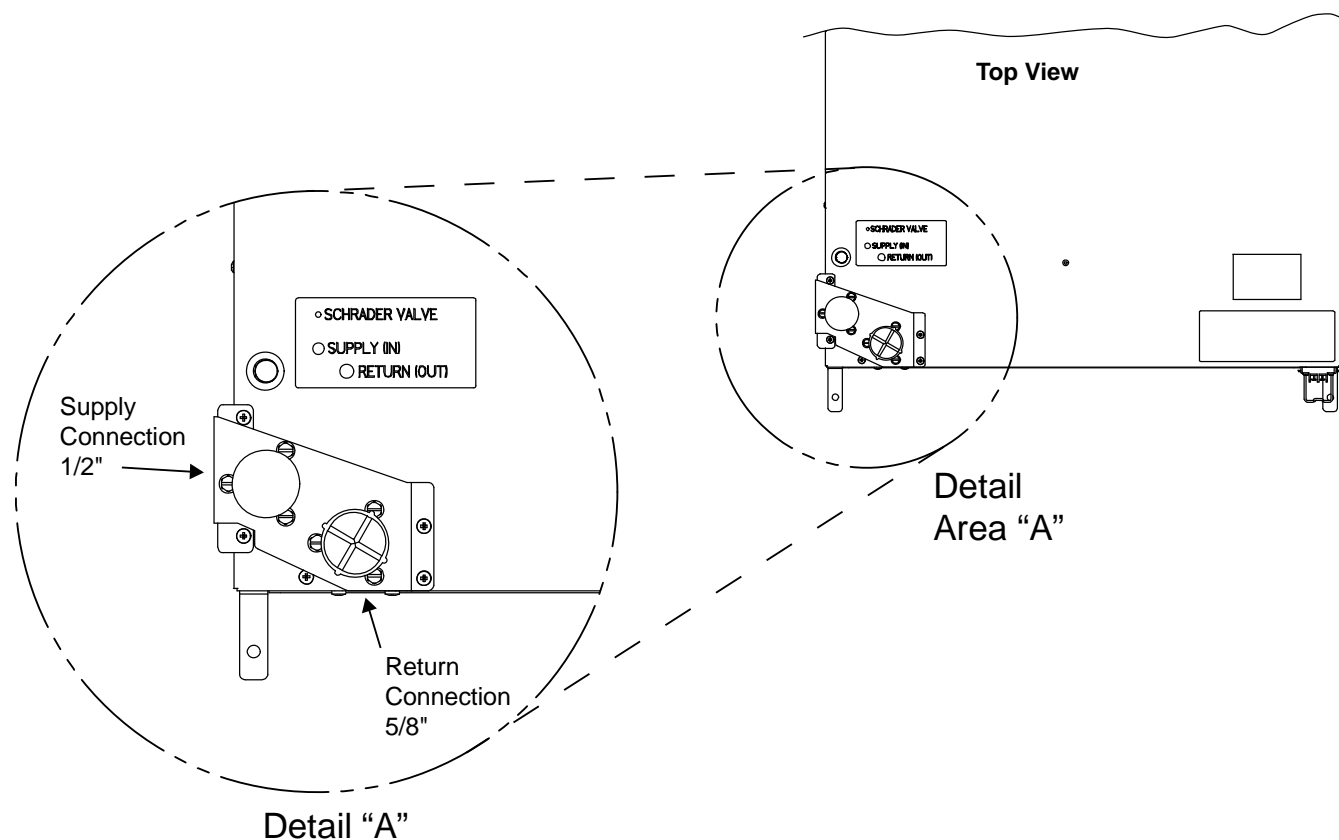 Top View
SCHRADER VALVE
SUPPLY (IN)
RETURN (OUT)
SCHRADER VALVE
SUPPLY (IN)
RETURN (OUT)
Supply
Connection
1/2"
Detail
Area “A”
Return
Connection
5/8"
Detail “A”